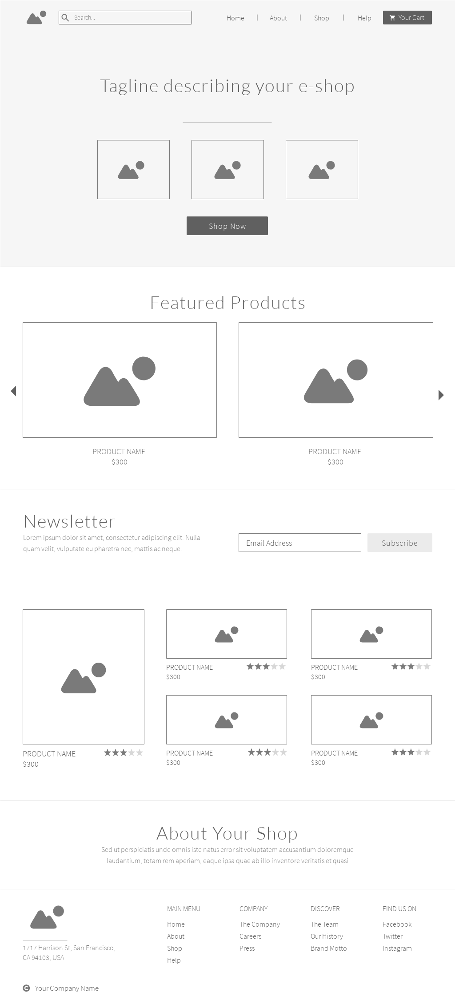 Search...
Home | About | Shop | Help
Your Cart
Tagline describing your e-shop
Shop Now
Featured Products
PRODUCT NAME
$300
PRODUCT NAME
$300
Newsletter
Lorem ipsum dolor sit amet, consectetur adipiscing elit. Nulla
quam velit, vulputate eu pharetra nec, mattis ac neque.
Email Address
Subscribe
PRODUCT NAME
$300
PRODUCT NAME
$300
PRODUCT NAME
$300
PRODUCT NAME
$300
PRODUCT NAME
$300
About Your Shop
Sed ut perspiciatis unde omnis iste natus error sit voluptatem accusantium doloremque
laudantium, totam rem aperiam, eaque ipsa quae ab illo inventore veritatis et quasi
1717 Harrison St, San Francisco,
CA 94103, USA
MAIN MENU
Home
About
Shop
Help
COMPANY
The Company
Careers
Press
DISCOVER
The Team
Our History
Brand Motto
FIND US ON
Facebook
Twitter
Instagram
© Your Company Name